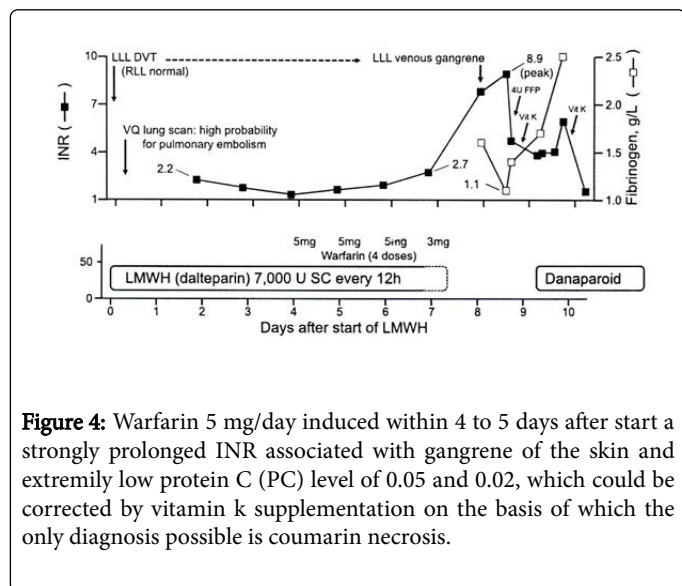 LLL DVT
(RLL normal)
LLL venous gangrene
8.9
(peak)
4U FFP
Vit K
Vit K
VQ lung scan: high probability
for pulmonary embolism
2.2
2.7
1.1
INR (—■—)
10
7
4
1
Fibrinogen, g/L (—□—)
2.5
2.0
1.5
1.0
5mg 5mg 5mg 3mg
Warfarin (4 doses)
50
0
LMWH (dalteparin) 7,000 U SC every 12h
Danaparoid
0 1 2 3 4 5 6 7 8 9 10
Days after start of LMWH
Figure 4: Warfarin 5 mg/day induced within 4 to 5 days after start a
strongly prolonged INR associated with gangrene of the skin and
extremily low protein C (PC) level of 0.05 and 0.02, which could be
corrected by vitamin k supplementation on the basis of which the
only diagnosis possible is coumarin necrosis.